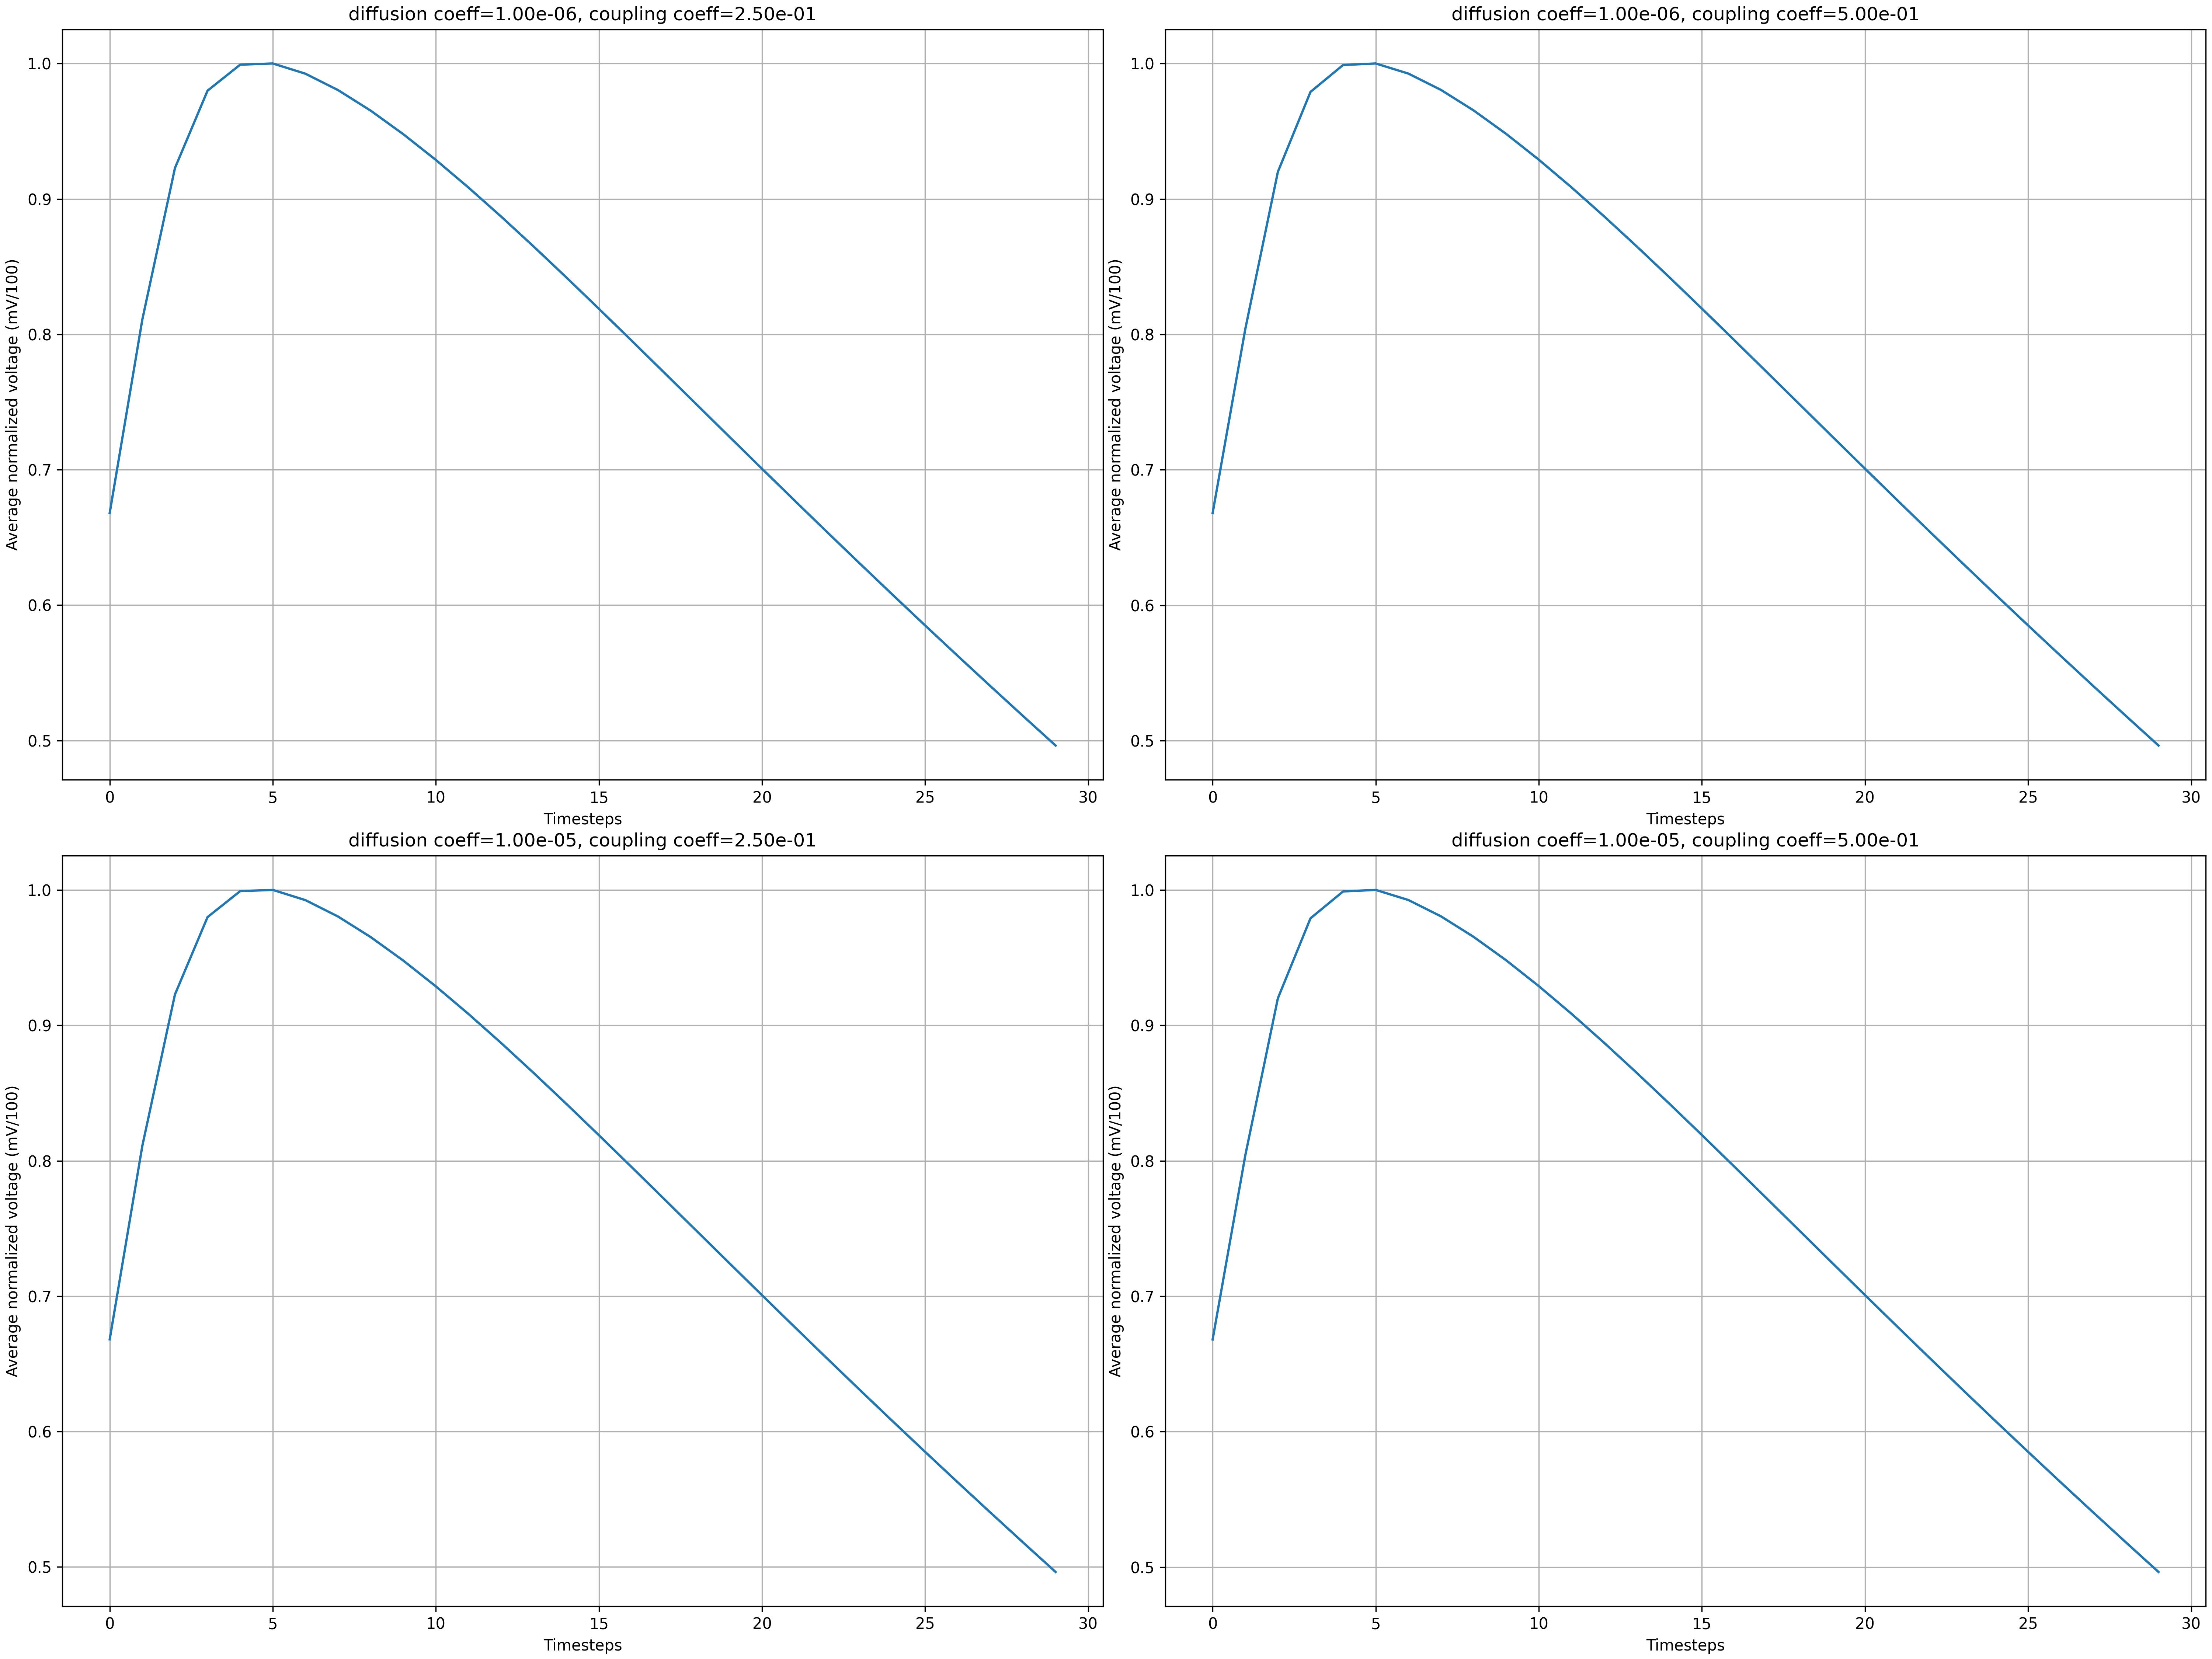 diffusion coeff=1.00e-06, coupling coeff=2.50e-01
Average normalized voltage (mV/100)
1.0
0.9
0.8
0.7
0.6
0.5
0 5 10 15 20 25 30
Timesteps
diffusion coeff=1.00e-06, coupling coeff=5.00e-01
Average normalized voltage (mV/100)
1.0
0.9
0.8
0.7
0.6
0.5
0 5 10 15 20 25 30
Timesteps
diffusion coeff=1.00e-05, coupling coeff=2.50e-01
Average normalized voltage (mV/100)
1.0
0.9
0.8
0.7
0.6
0.5
0 5 10 15 20 25 30
Timesteps
diffusion coeff=1.00e-05, coupling coeff=5.00e-01
Average normalized voltage (mV/100)
1.0
0.9
0.8
0.7
0.6
0.5
0 5 10 15 20 25 30
Timesteps